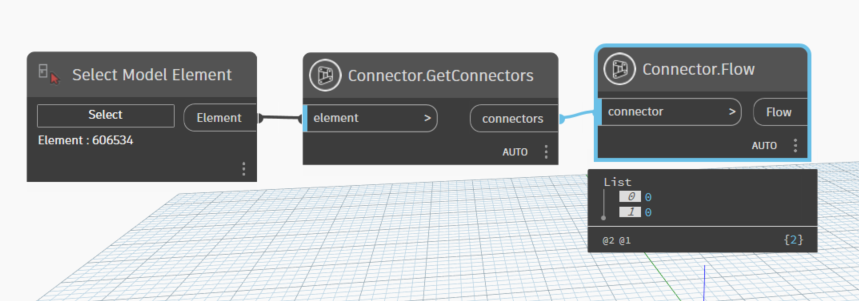 Select Model Element
Select
Element
Element : 606534
Connector.GetConnectors
element >
connectors
AUTO
Connector.Flow
connector >
Flow
AUTO
List
0 0
1 0
@2 @1
{2}